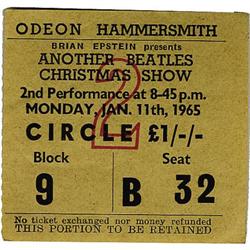 ODEON HAMMERSMITH
BRIAN EPSTEIN presents
ANOTHER BEATLES
CHRISTMAS SHOW
2nd Performance at 8-45 p.m.
MONDAY, JAN. 11th, 1965
CIRCLE £1/-/-
Block Seat
9 B 32
No ticket exchanged nor money refunded
THIS PORTION TO BE RETAINED
2